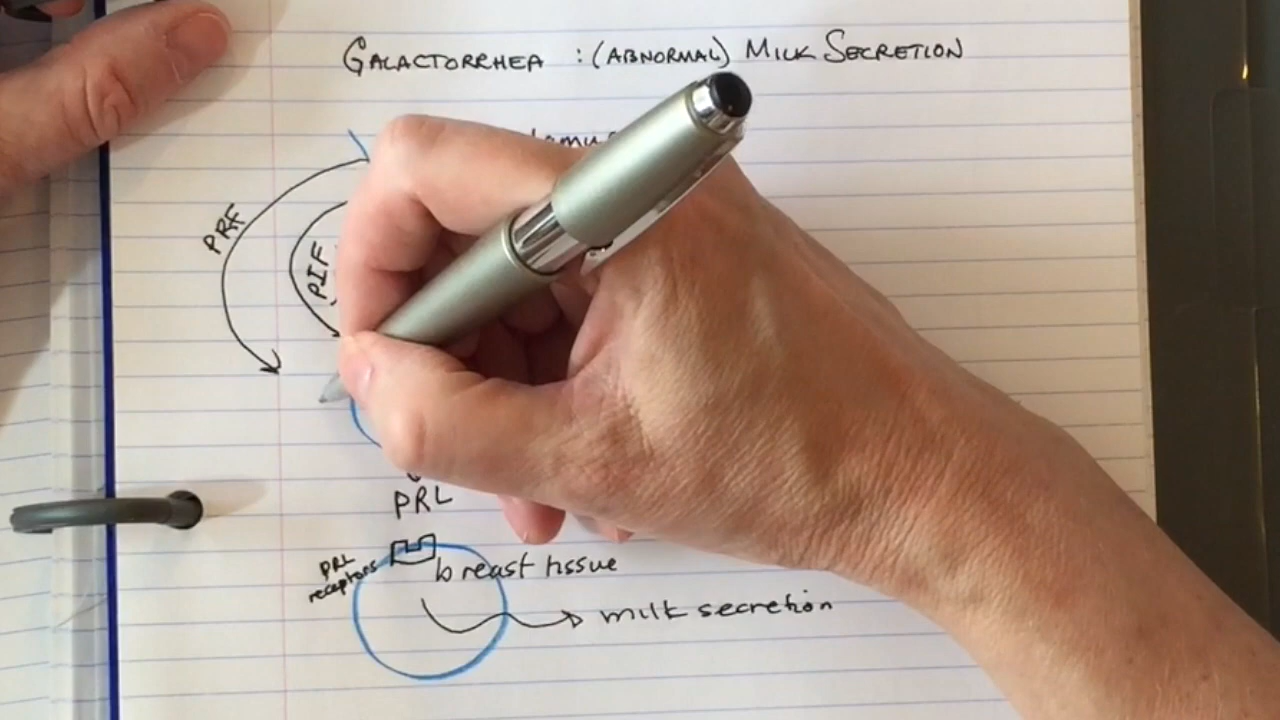 GALACTORRHEA : (ABNORMAL) MILK SECRETION
PRF
PIF
PRL
PRL
receptors
breast tissue
milk secretion